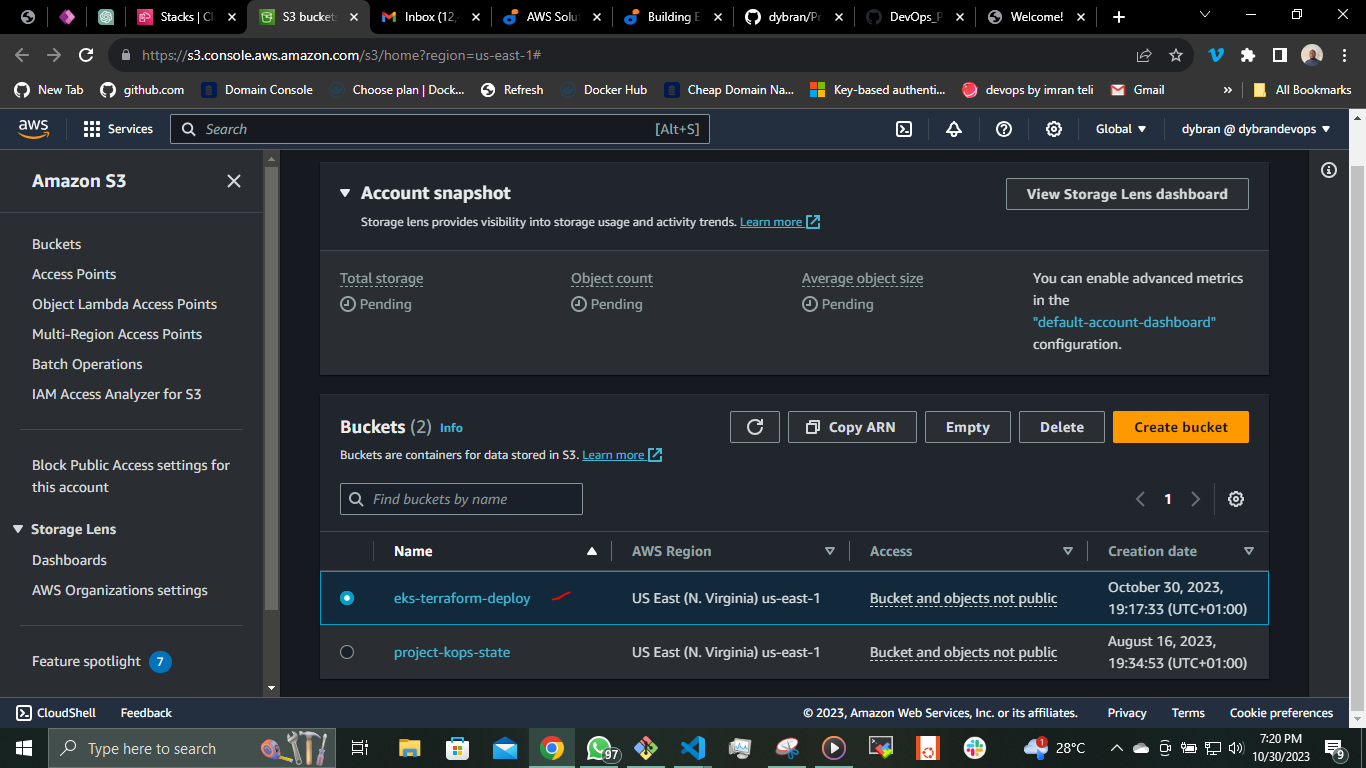 Stacks | Cl
S3 bucket
Inbox (12,
AWS Solu
Building E
dybran/Pr
DevOps_P
Welcome!
https://s3.console.aws.amazon.com/s3/home?region=us-east-1#
New Tab
github.com
Domain Console
Choose plan | Dock...
Refresh
Docker Hub
Cheap Domain Na...
Key-based authenti...
devops by imran teli
Gmail
»
All Bookmarks
aws
Services
Search
[Alt+S]
Global
dybran @ dybrandevops
Amazon S3
Buckets
Access Points
Object Lambda Access Points
Multi-Region Access Points
Batch Operations
IAM Access Analyzer for S3
Block Public Access settings for
this account
Storage Lens
Dashboards
AWS Organizations settings
Feature spotlight 7
Account snapshot
View Storage Lens dashboard
Storage lens provides visibility into storage usage and activity trends. Learn more
Total storage
Pending
Object count
Pending
Average object size
Pending
You can enable advanced metrics
in the
"default-account-dashboard"
configuration.
Buckets (2) Info
Copy ARN
Empty
Delete
Create bucket
Buckets are containers for data stored in S3. Learn more
Find buckets by name
1
Name
AWS Region
Access
Creation date
eks-terraform-deploy
US East (N. Virginia) us-east-1
Bucket and objects not public
October 30, 2023,
19:17:33 (UTC+01:00)
project-kops-state
US East (N. Virginia) us-east-1
Bucket and objects not public
August 16, 2023,
19:34:53 (UTC+01:00)
CloudShell
Feedback
© 2023, Amazon Web Services, Inc. or its affiliates.
Privacy
Terms
Cookie preferences
Type here to search
97
1
28°C
7:20 PM
10/30/2023
9